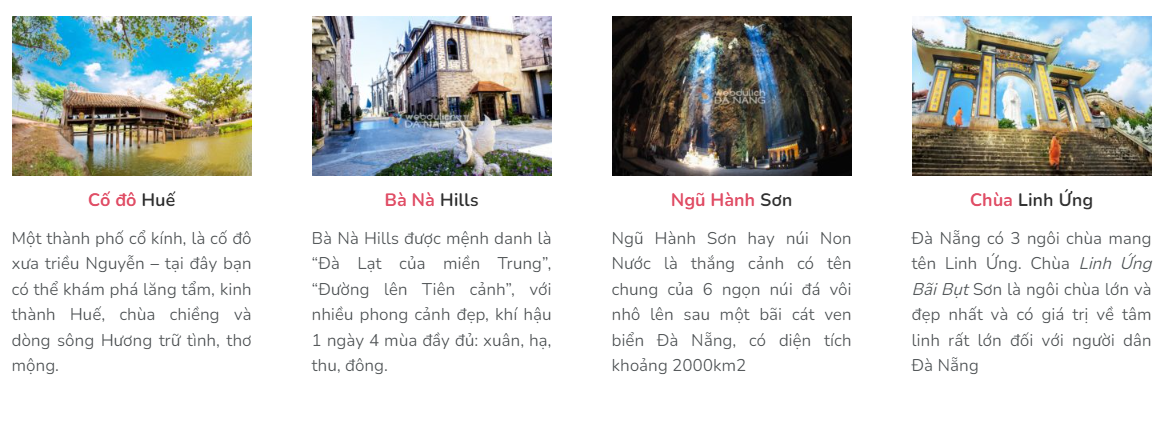 webdulich
ĐÀ NẴNG
webdulich
ĐÀ NẴNG
Cố đô Huế
Một thành phố cổ kính, là cố đô
xưa triều Nguyễn – tại đây bạn
có thể khám phá lăng tẩm, kinh
thành Huế, chùa chiềng và
dòng sông Hương trữ tình, thơ
mộng.
Bà Nà Hills
Bà Nà Hills được mệnh danh là
“Đà Lạt của miền Trung”,
“Đường lên Tiên cảnh”, với
nhiều phong cảnh đẹp, khí hậu
1 ngày 4 mùa đầy đủ: xuân, hạ,
thu, đông.
Ngũ Hành Sơn
Ngũ Hành Sơn hay núi Non
Nước là thắng cảnh có tên
chung của 6 ngọn núi đá vôi
nhô lên sau một bãi cát ven
biển Đà Nẵng, có diện tích
khoảng 2000km2
Chùa Linh Ứng
Đà Nẵng có 3 ngôi chùa mang
tên Linh Ứng. Chùa Linh Ứng
Bãi Bụt Sơn là ngôi chùa lớn và
đẹp nhất và có giá trị về tâm
linh rất lớn đối với người dân
Đà Nẵng